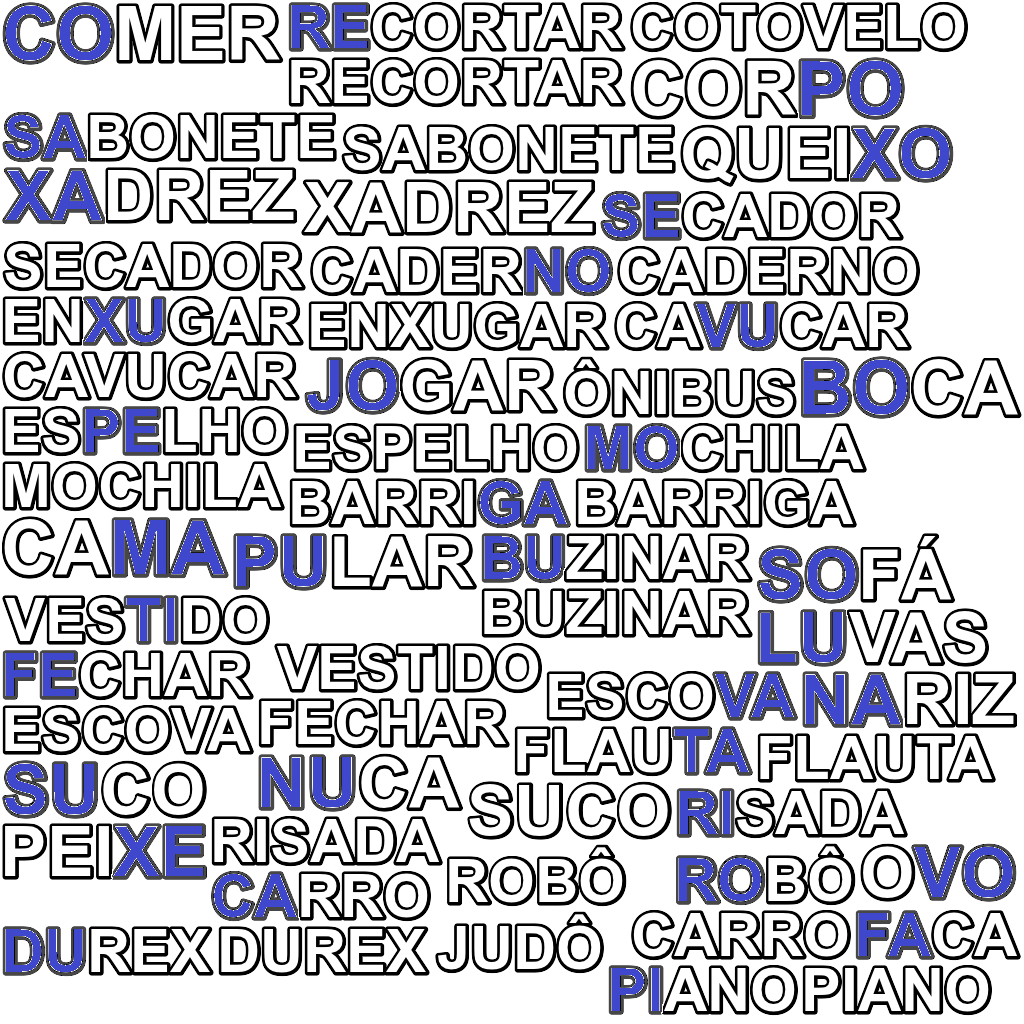 COMER RECORTAR COTOVELO
RECORTAR CORPO
SABONETE SABONETE QUEIXO
XADREZ XADREZ SECADOR
SECADOR CADERNO CADERNO
ENXUGAR ENXUGAR CAVUCAR
CAVUCAR JOGAR ÔNIBUS BOCA
ESPELHO ESPELHO MOCHILA
MOCHILA BARRIGA BARRIGA
CAMA PULAR BUZINAR SOFÁ
VESTIDO BUZINAR LUVAS
FECHAR VESTIDO ESCOVA NARIZ
ESCOVA FECHAR FLAUTA FLAUTA
SUCO NUCA SUCO RISADA
PEIXE RISADA ROBÔ ROBÔ OVO
CARRO CARRO FACA
DUREX DUREX JUDÔ
PIANO PIANO